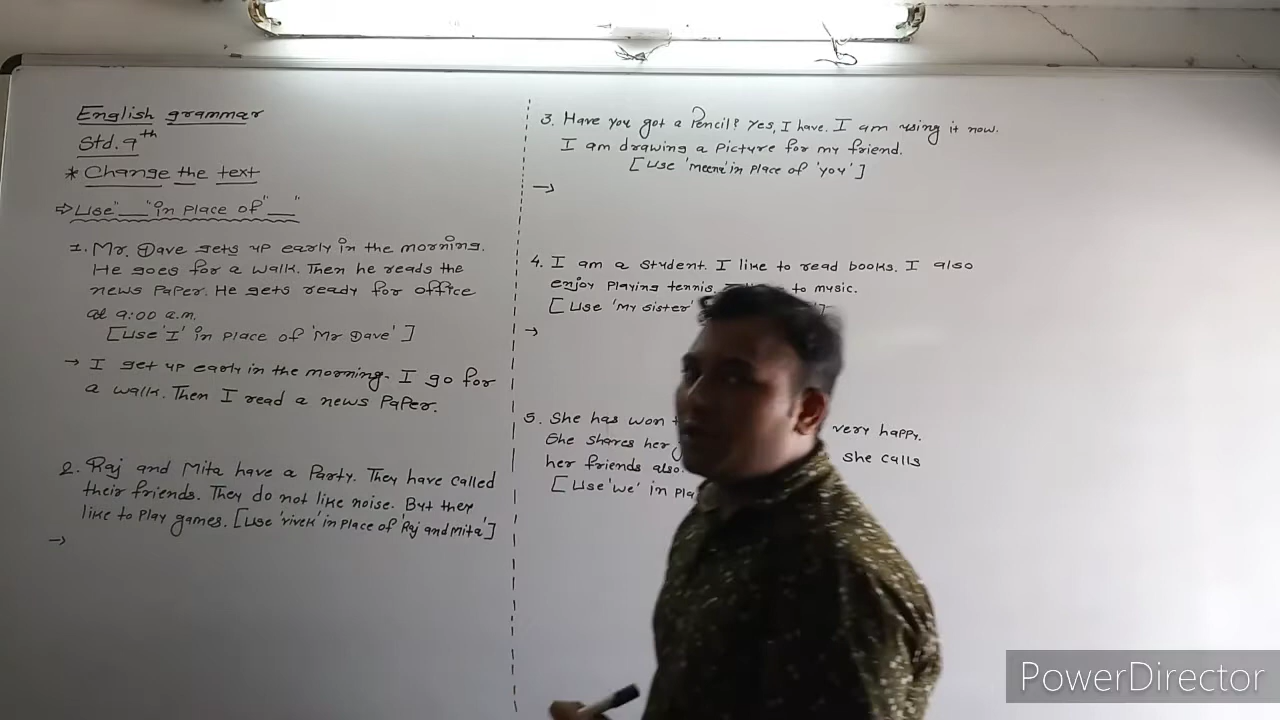 English grammar
Std. 9th
* Change the text
⇒ Use "___" in place of "___"
1. Mr. Dave gets up early in the morning.
He goes for a walk. Then he reads the
news paper. He gets ready for office
at 9:00 a.m.
[Use 'I' in place of 'Mr Dave']
→ I get up early in the morning. I go for
a walk. Then I read a news paper.
2. Raj and Mita have a party. They have called
their friends. They do not like noise. But they
like to play games. [Use 'vivek' in place of 'Raj and Mita']
→
3. Have you got a pencil? Yes, I have. I am using it now.
I am drawing a picture for my friend.
[Use 'meena' in place of 'you']
→
4. I am a student. I like to read books. I also
enjoy playing tennis. to music.
[Use 'My sister' ]
→
5. She has won very happy.
She shares her she calls
her friends also.
[Use 'we' in
PowerDirector